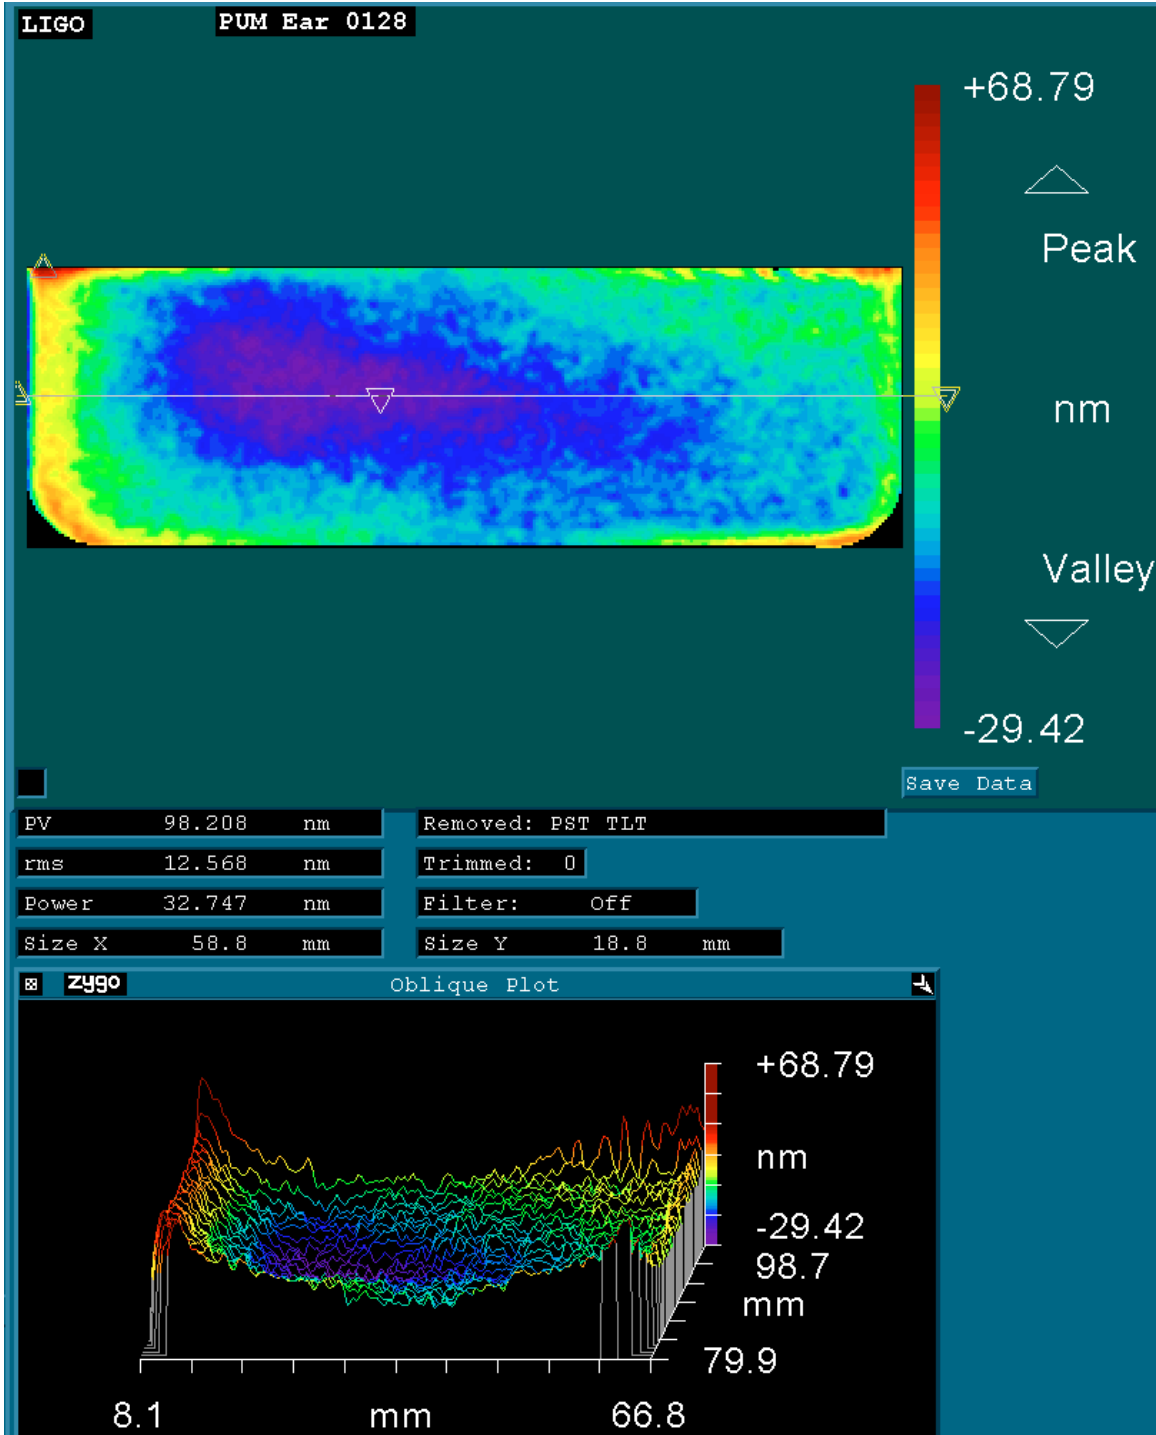 LIGO PUM Ear 0128
+68.79
Peak
nm
Valley
-29.42
Save Data
PV 98.208 nm Removed: PST TLT
rms 12.568 nm Trimmed: 0
Power 32.747 nm Filter: Off
Size X 58.8 mm Size Y 18.8 mm
zygo Oblique Plot
+68.79
nm
-29.42
98.7
mm
79.9
8.1 mm 66.8